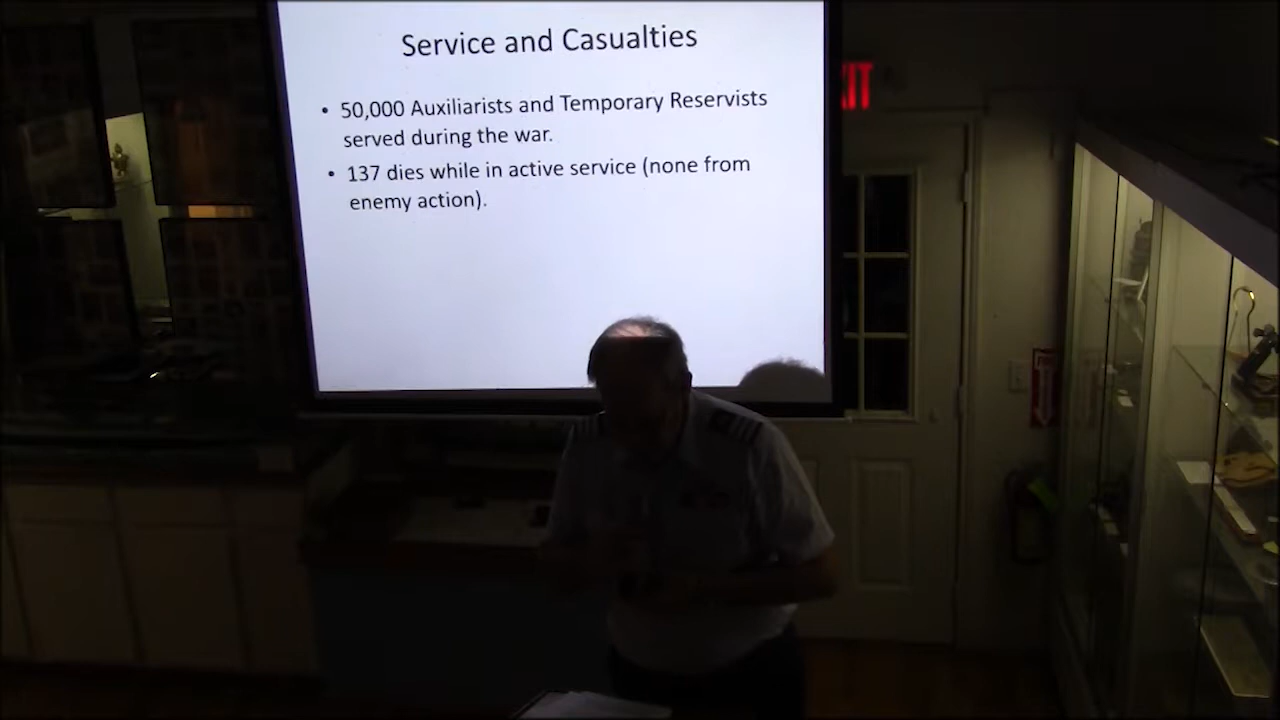 Service and Casualties
• 50,000 Auxiliarists and Temporary Reservists
served during the war.
• 137 dies while in active service (none from
enemy action).